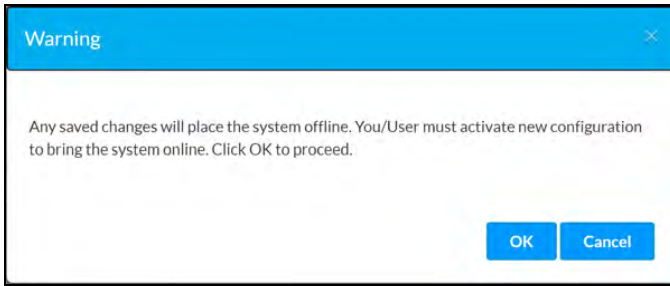 Warning
Any saved changes will place the system offline. You/User must activate new configuration
to bring the system online. Click OK to proceed.
OK
Cancel